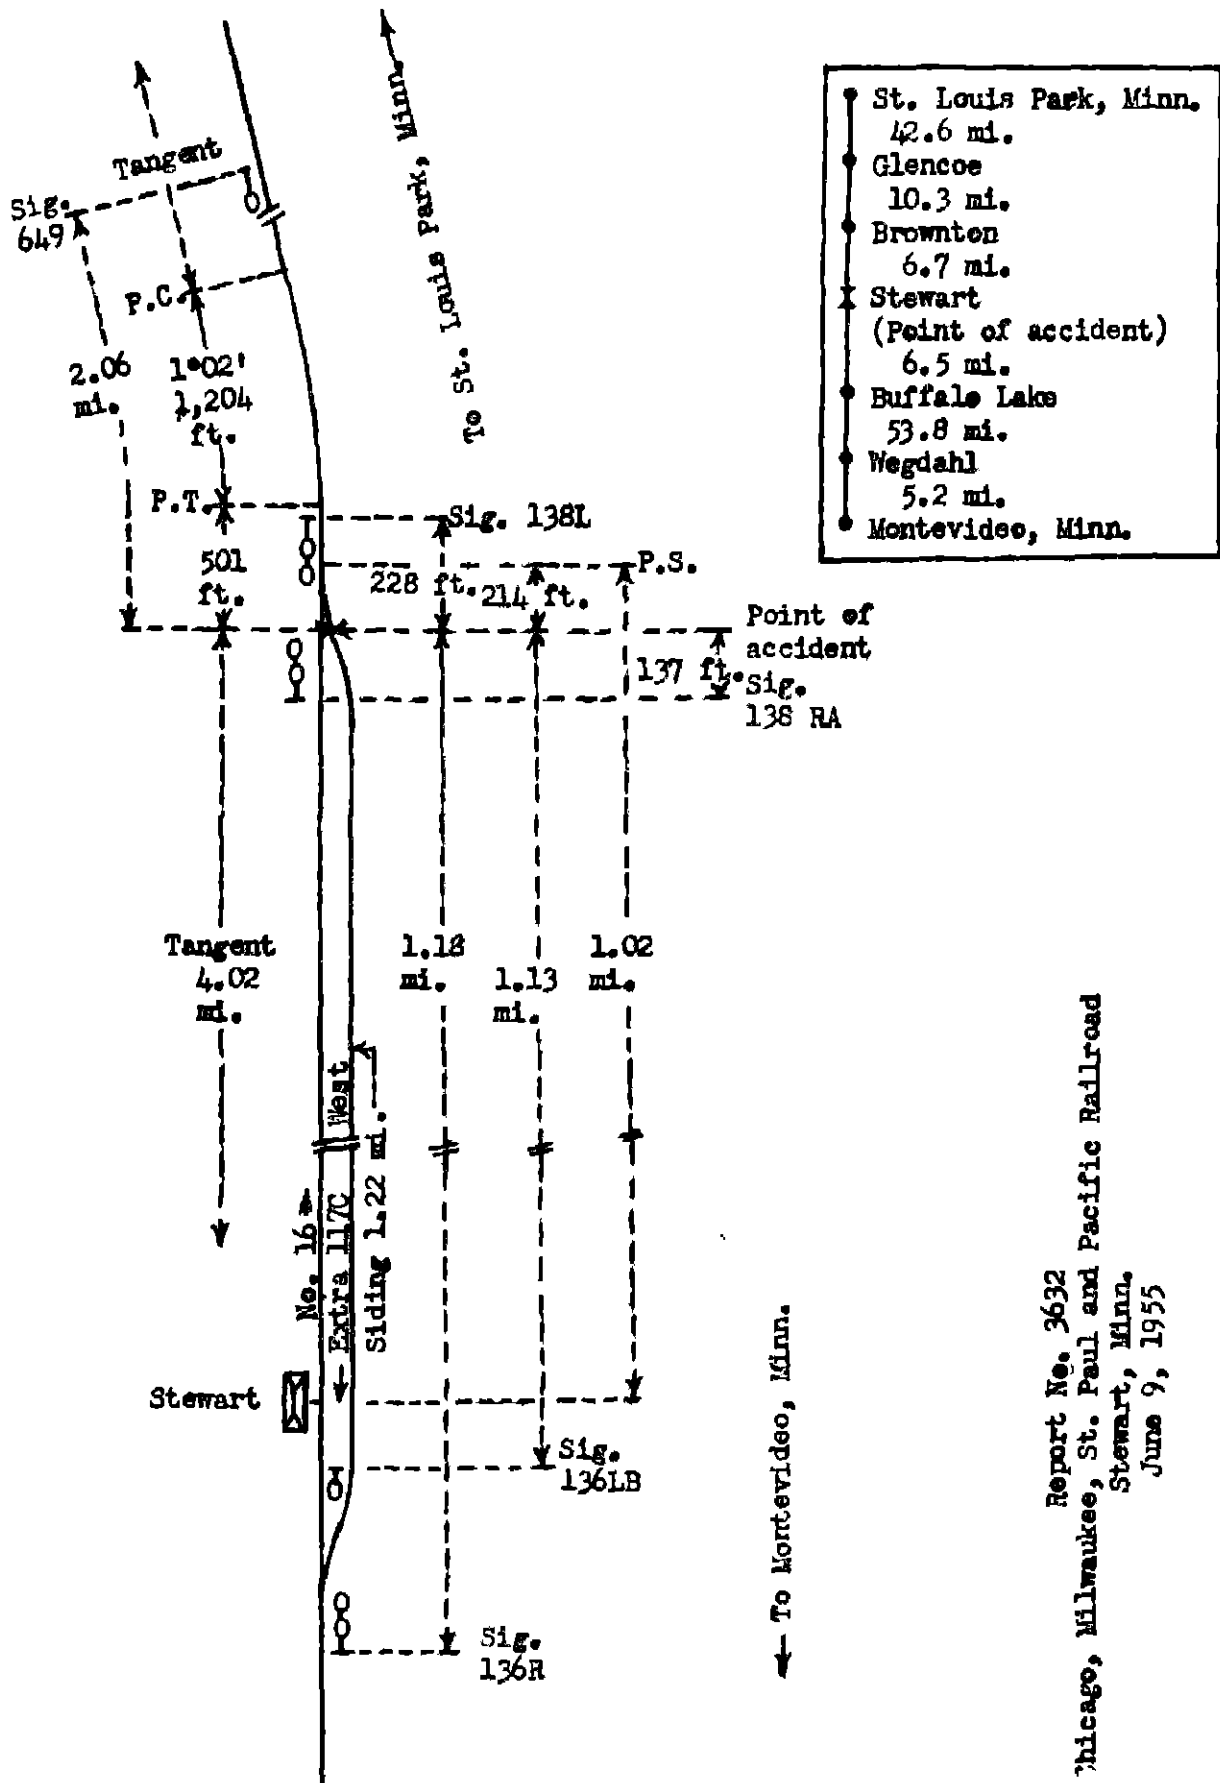 To St. Louis Park, Minn.
Tangent
Sig.
649
P.C.
2.06
mi.
1°02'
1,204
ft.
P.T.
501
ft.
Sig. 138L
P.S.
228 ft.
214 ft.
Point of
accident
137 ft.
Sig.
138 RA
Tangent
4.02
mi.
1.18
mi.
1.13
mi.
1.02
mi.
No. 16
Extra 117C West
Siding 1.22 mi.
Stewart
Sig.
136LB
Sig.
136R
To Montevideo, Minn.
St. Louis Park, Minn.
42.6 mi.
Glencoe
10.3 mi.
Brownton
6.7 mi.
Stewart
(Point of accident)
6.5 mi.
Buffalo Lake
53.8 mi.
Wegdahl
5.2 mi.
Montevideo, Minn.
Report No. 3632
Chicago, Milwaukee, St. Paul and Pacific Railroad
Stewart, Minn.
June 9, 1955